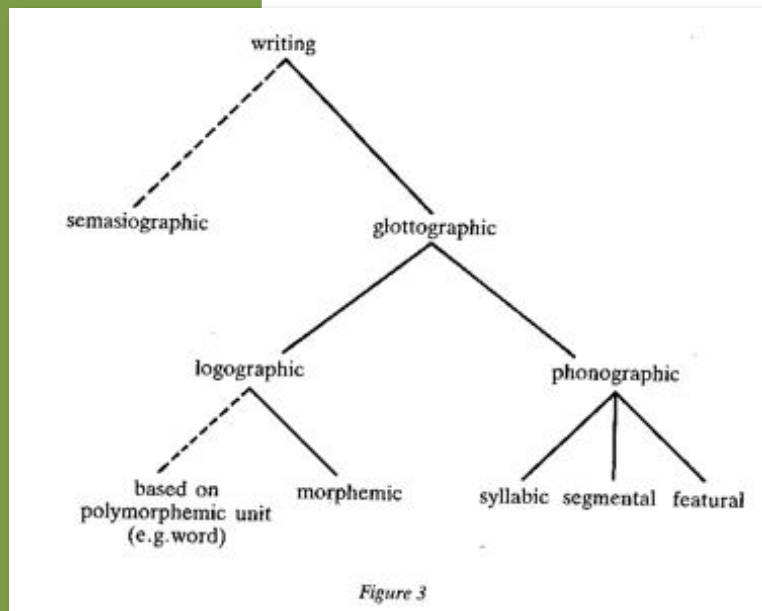 writing
semasiographic
glottographic
logographic
phonographic
based on
polymorphemic unit
(e.g.word)
morphemic
syllabic
segmental
featural
Figure 3